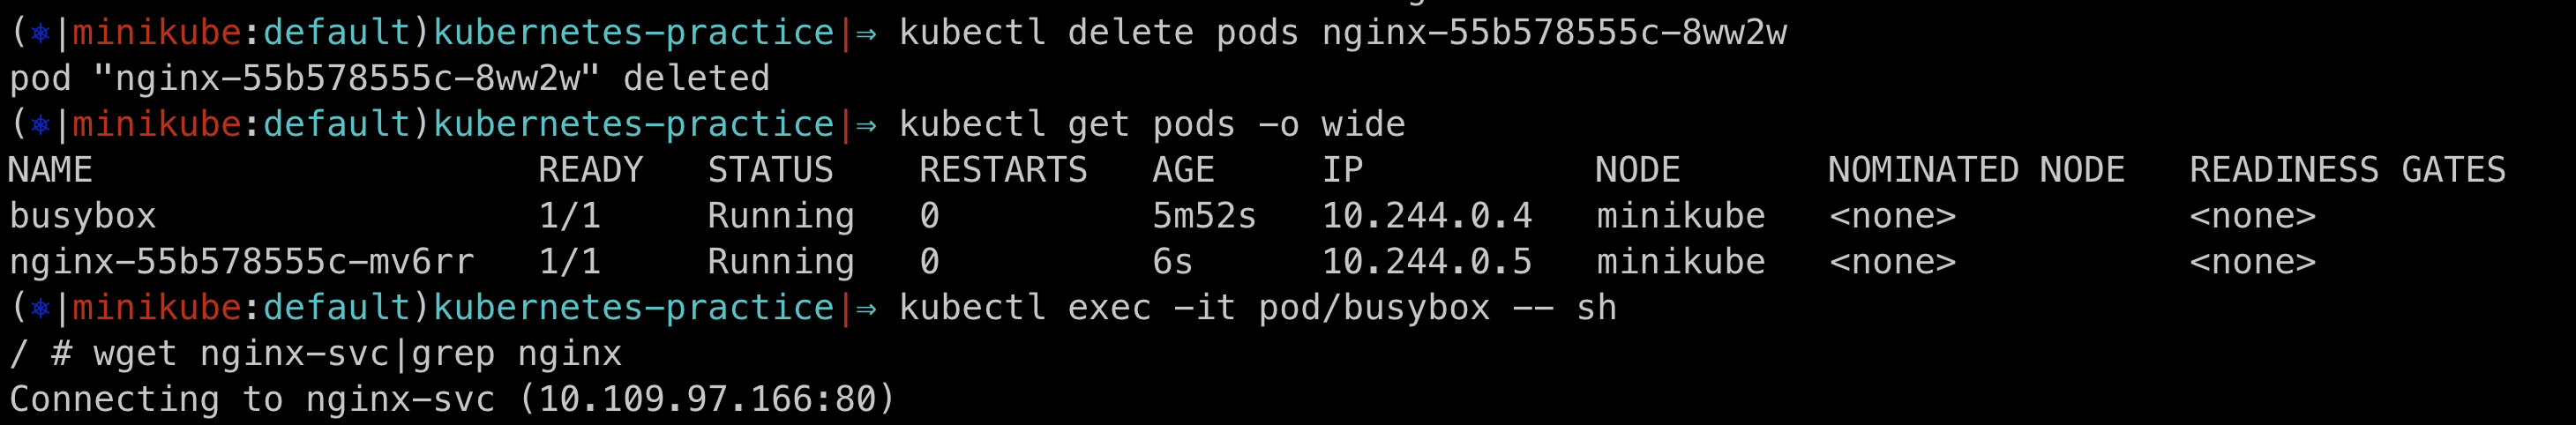 (⎈|minikube:default)kubernetes-practice|⇒ kubectl delete pods nginx-55b578555c-8ww2w
pod "nginx-55b578555c-8ww2w" deleted
(⎈|minikube:default)kubernetes-practice|⇒ kubectl get pods -o wide
NAME READY STATUS RESTARTS AGE IP NODE NOMINATED NODE READINESS GATES
busybox 1/1 Running 0 5m52s 10.244.0.4 minikube <none> <none>
nginx-55b578555c-mv6rr 1/1 Running 0 6s 10.244.0.5 minikube <none> <none>
(⎈|minikube:default)kubernetes-practice|⇒ kubectl exec -it pod/busybox -- sh
/ # wget nginx-svc|grep nginx
Connecting to nginx-svc (10.109.97.166:80)